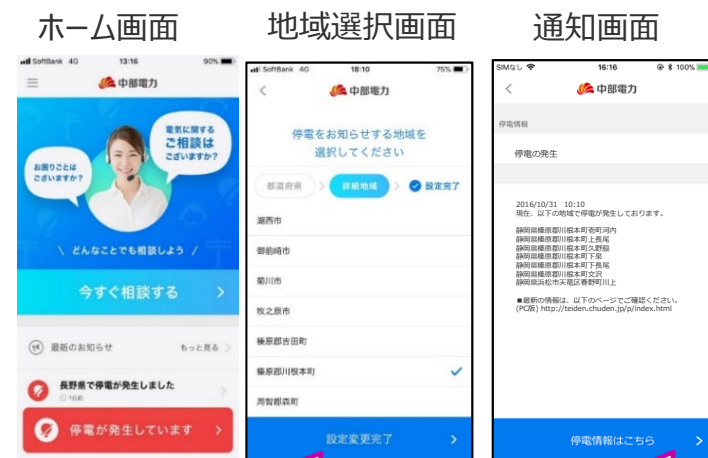 ホーム画面
地域選択画面
通知画面
SoftBank 4G 13:16 90%
中部電力
電気に関する
ご相談は
ございますか？
お困りごとは
ございますか？
\ どんなことでも相談しよう /
今すぐ相談する >
最新のお知らせ もっと見る >
長野県で停電が発生しました
1日前
停電が発生しています >
SoftBank 4G 18:10 75%
< 中部電力
停電をお知らせする地域を
選択してください
都道府県 > 詳細地域 > 設定完了
湖西市
御前崎市
菊川市
牧之原市
榛原郡吉田町
榛原郡川根本町
周智郡森町
設定変更完了 >
SIMなし 16:16 100%
< 中部電力
停電情報
停電の発生
2016/10/31 10:10
現在、以下の地域で停電が発生しております。
静岡県榛原郡川根本町壱町河内
静岡県榛原郡川根本町上長尾
静岡県榛原郡川根本町久野脇
静岡県榛原郡川根本町下泉
静岡県榛原郡川根本町下長尾
静岡県榛原郡川根本町文沢
静岡県浜松市天竜区春野町川上
■最新の情報は、以下のページでご確認ください。
(PC版) http://teiden.chuden.jp/p/index.html
停電情報はこちら >